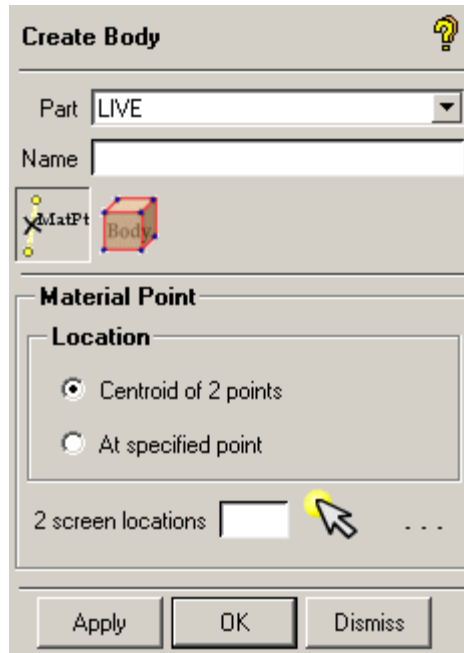 Create Body
Part LIVE
Name
MatPt Body
Material Point
Location
Centroid of 2 points
At specified point
2 screen locations ...
Apply OK Dismiss